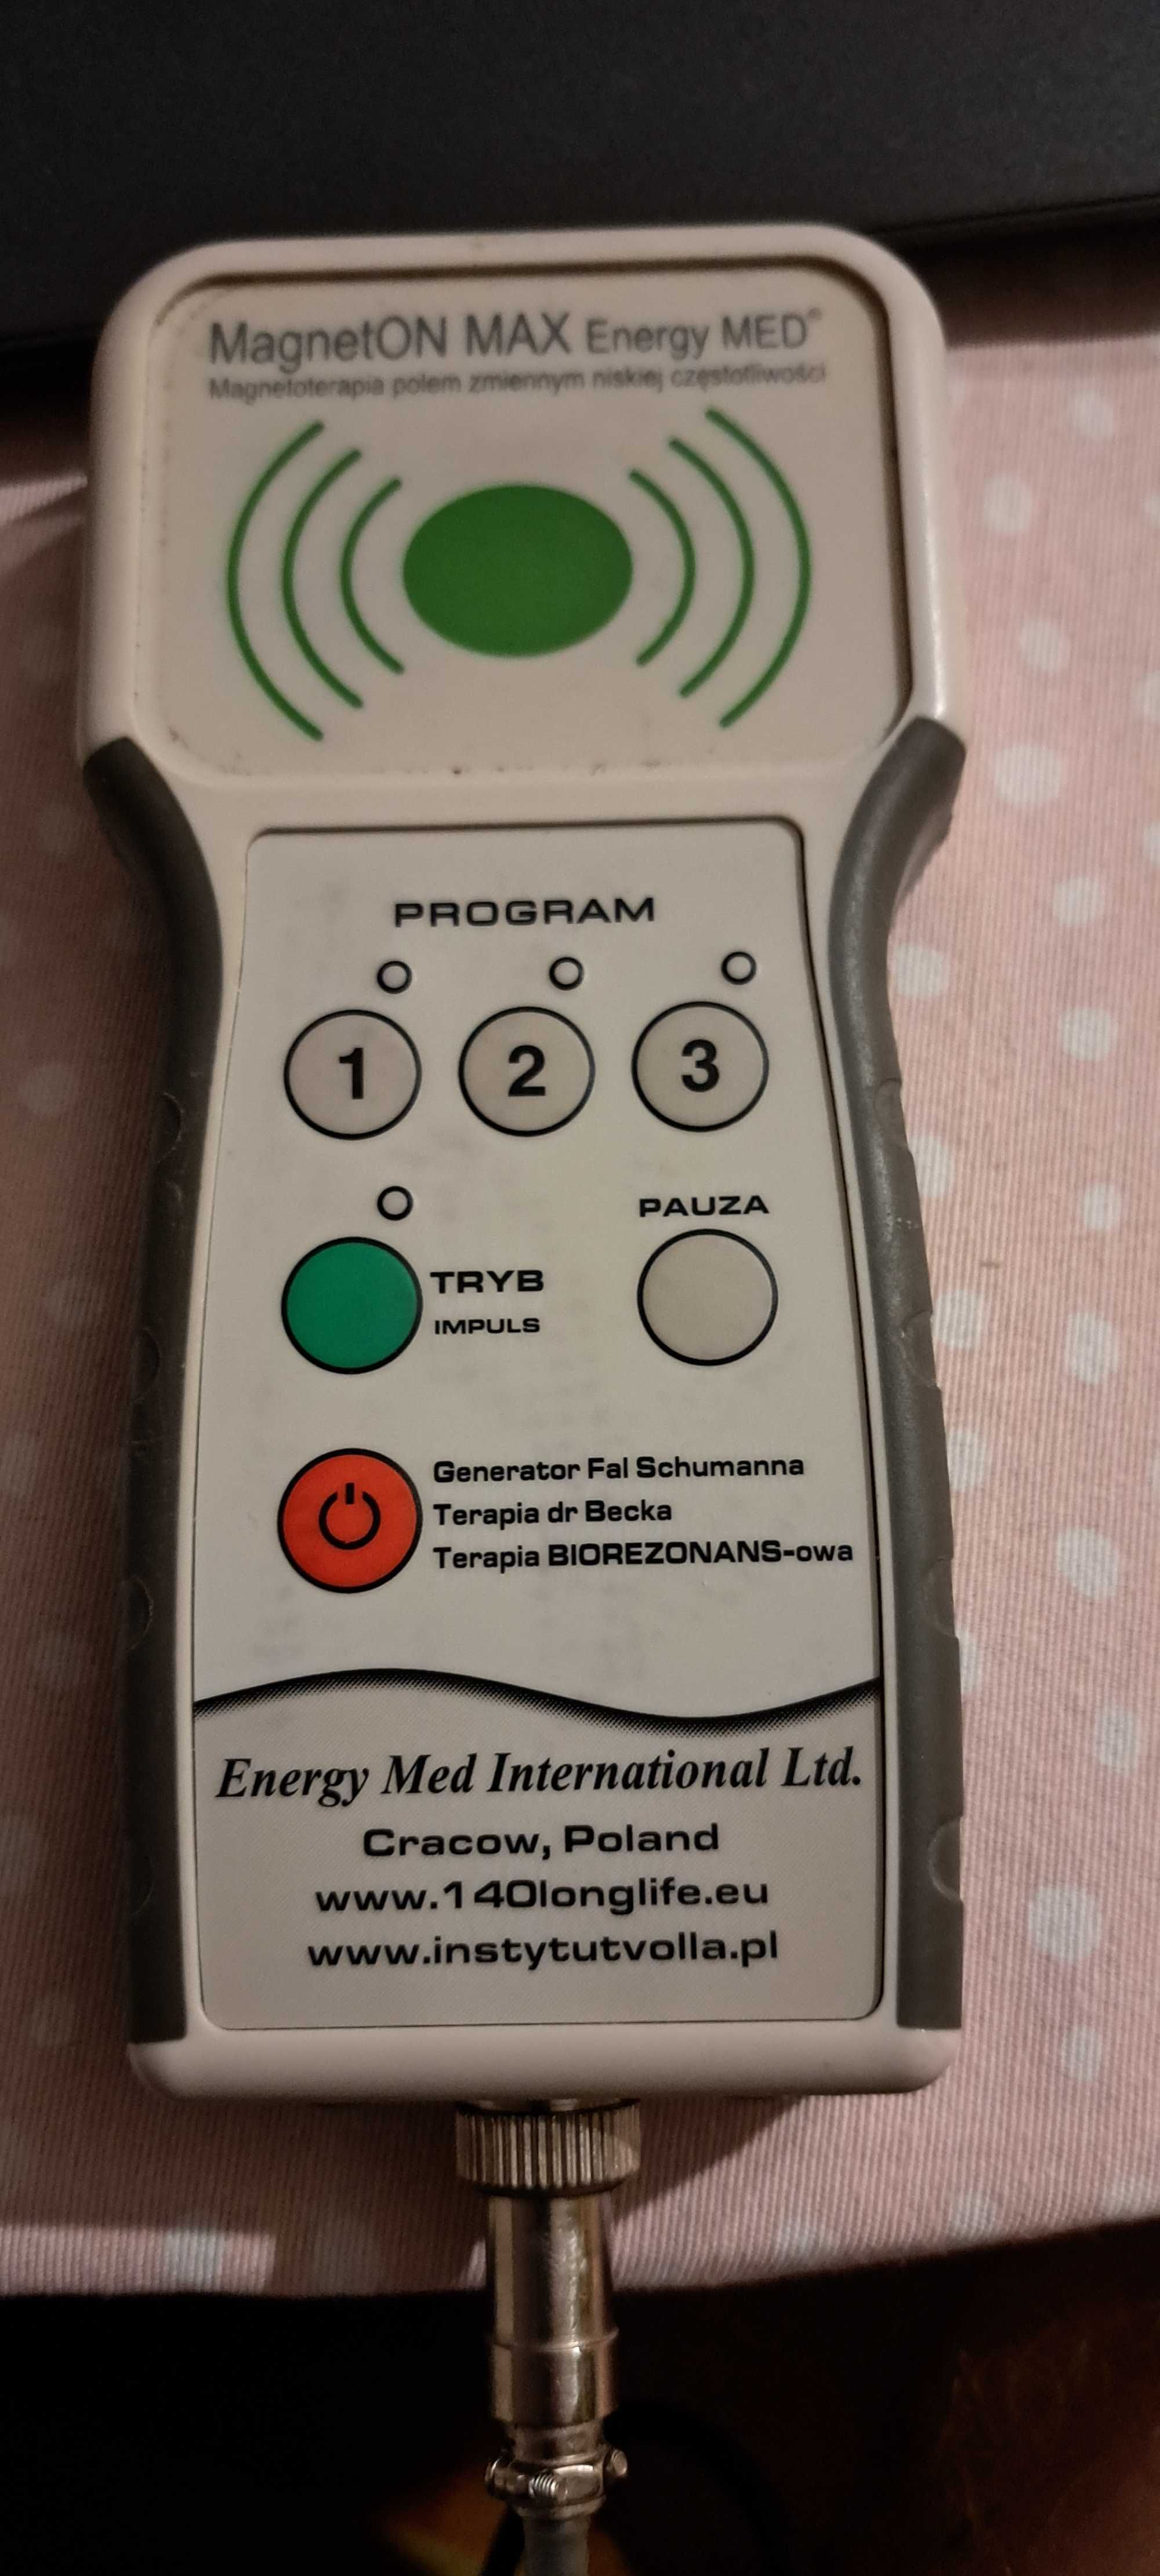 MagnetON MAX Energy MED®
Magnetoterapia polem zmiennym niskiej częstotliwości
PROGRAM
1 2 3
PAUZA
TRYB
IMPULS
Generator Fal Schumanna
Terapia dr Becka
Terapia BIOREZONANS-owa
Energy Med International Ltd.
Cracow, Poland
www.140longlife.eu
www.instytutvolla.pl